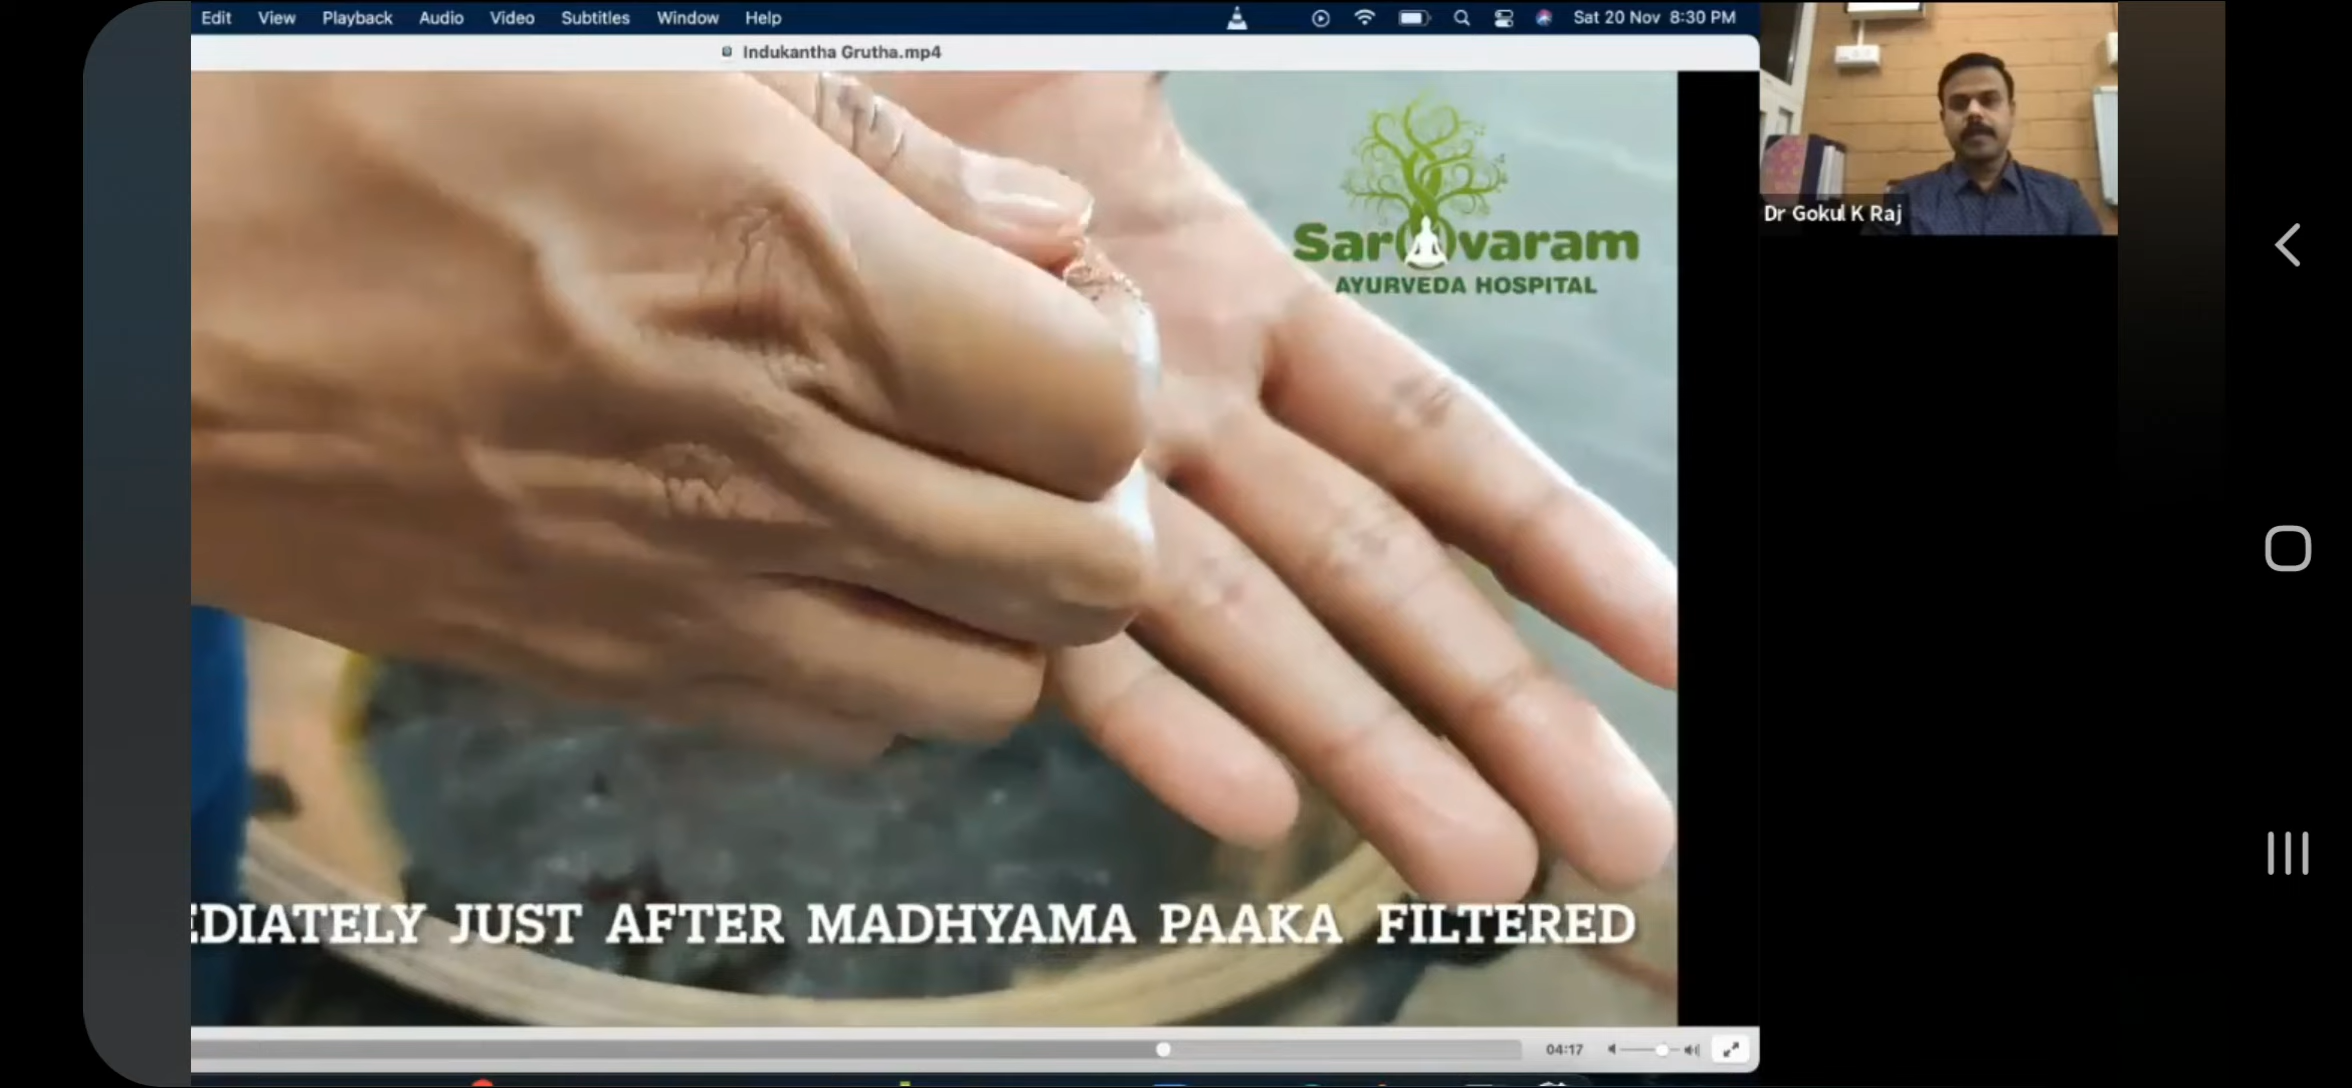 Edit View Playback Audio Video Subtitles Window Help Sat 20 Nov 8:30 PM
Indukantha Grutha.mp4
Sarovaram
AYURVEDA HOSPITAL
Dr Gokul K Raj
EDIATELY JUST AFTER MADHYAMA PAAKA FILTERED
04:17